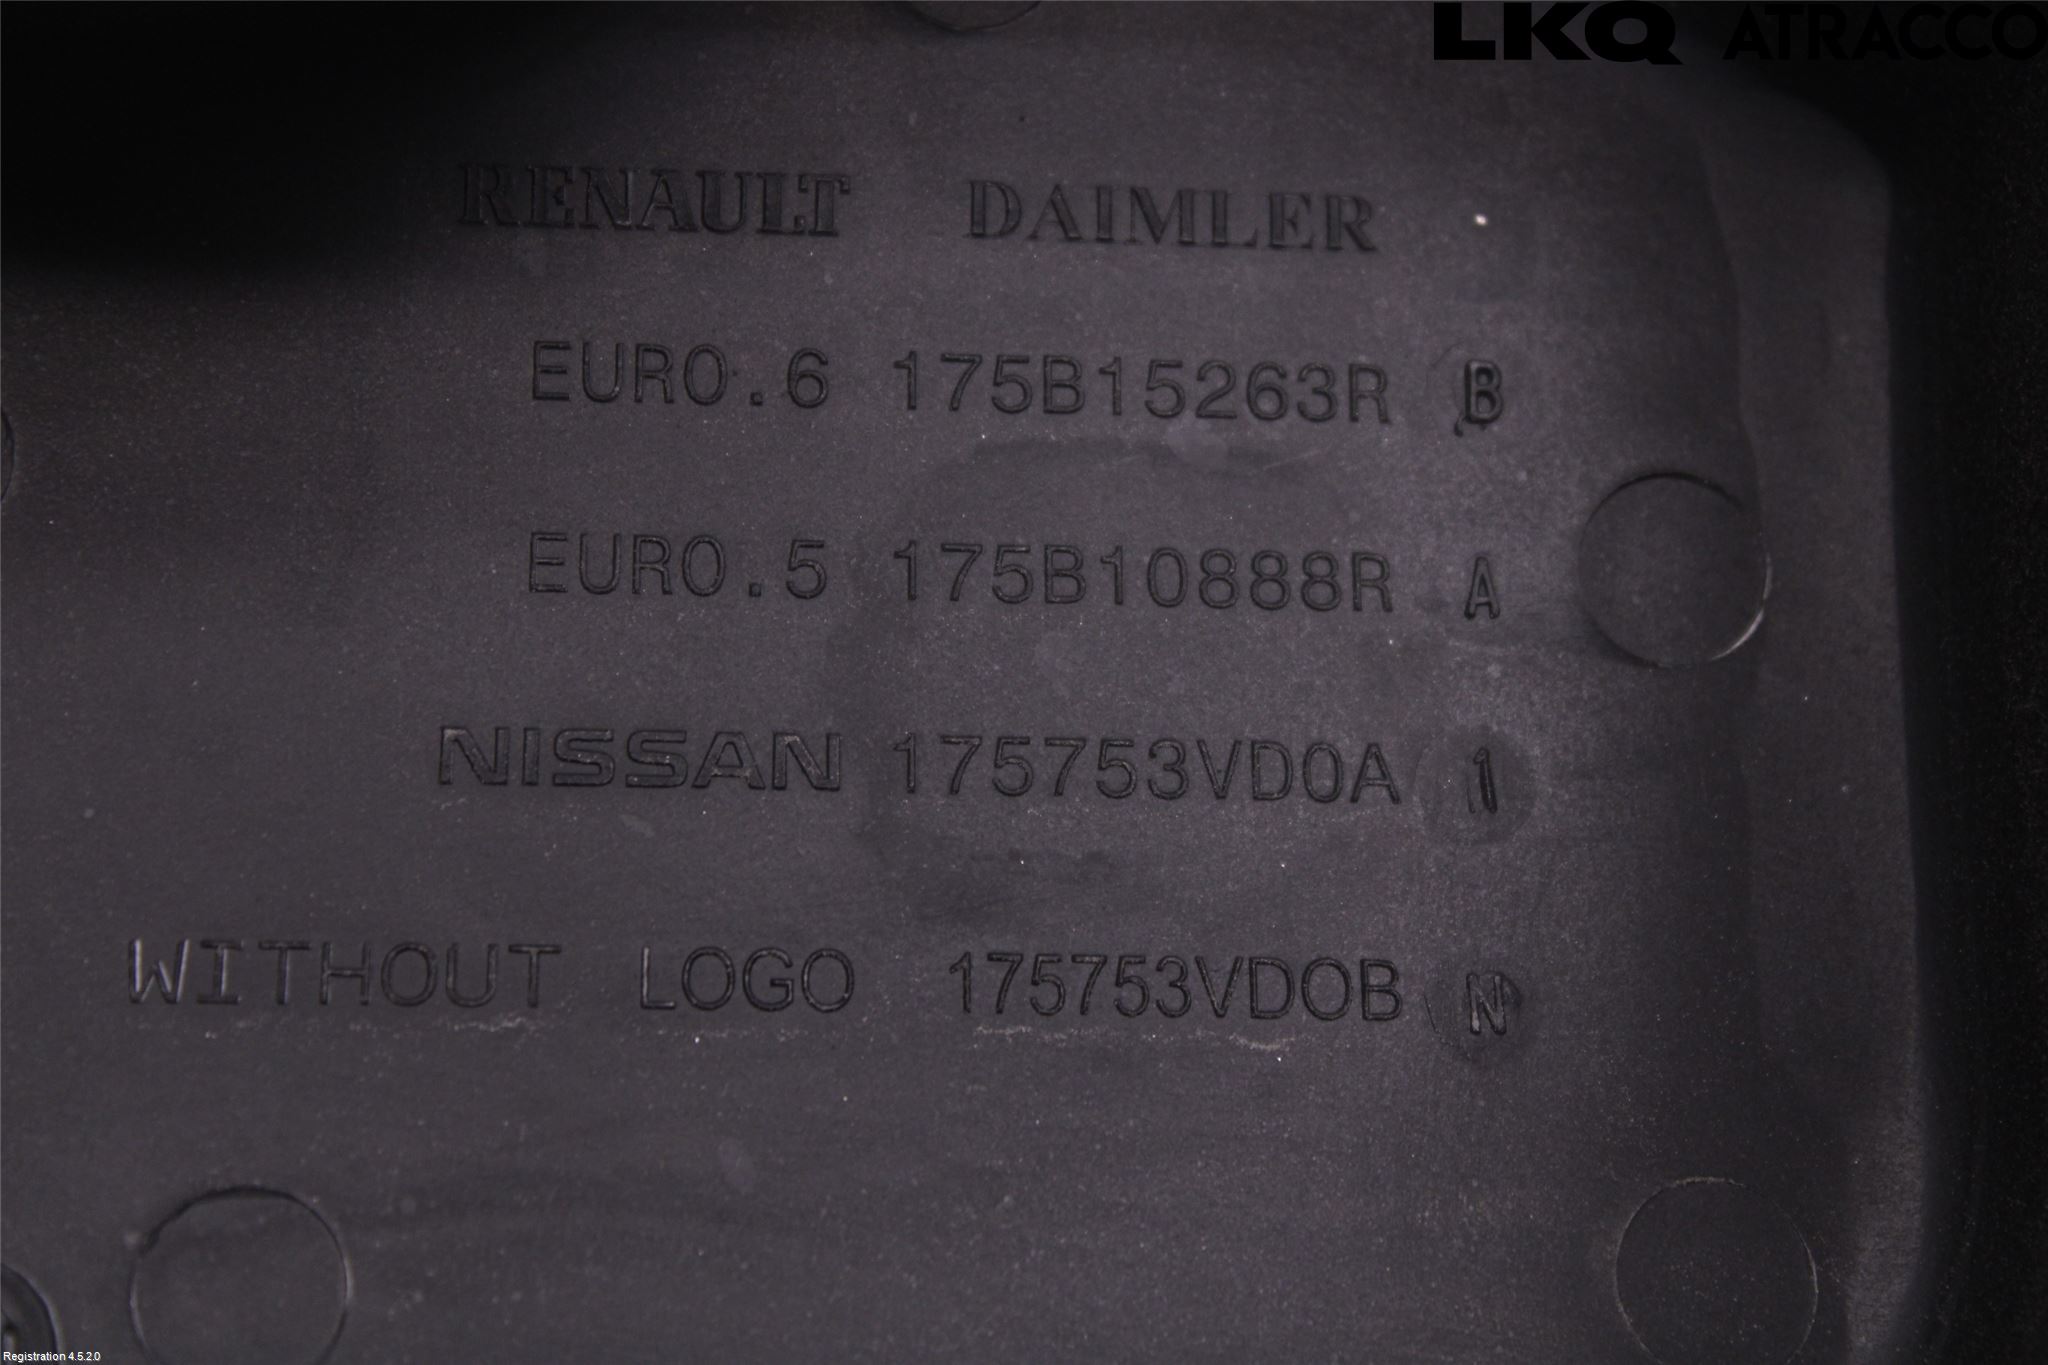 LKQ ATRACCO
RENAULT DAIMLER
EURO.6 175B15263R B
EURO.5 175B10888R A
NISSAN 175753VD0A 1
WITHOUT LOGO 175753VD0B N
Registration 4.5.2.0